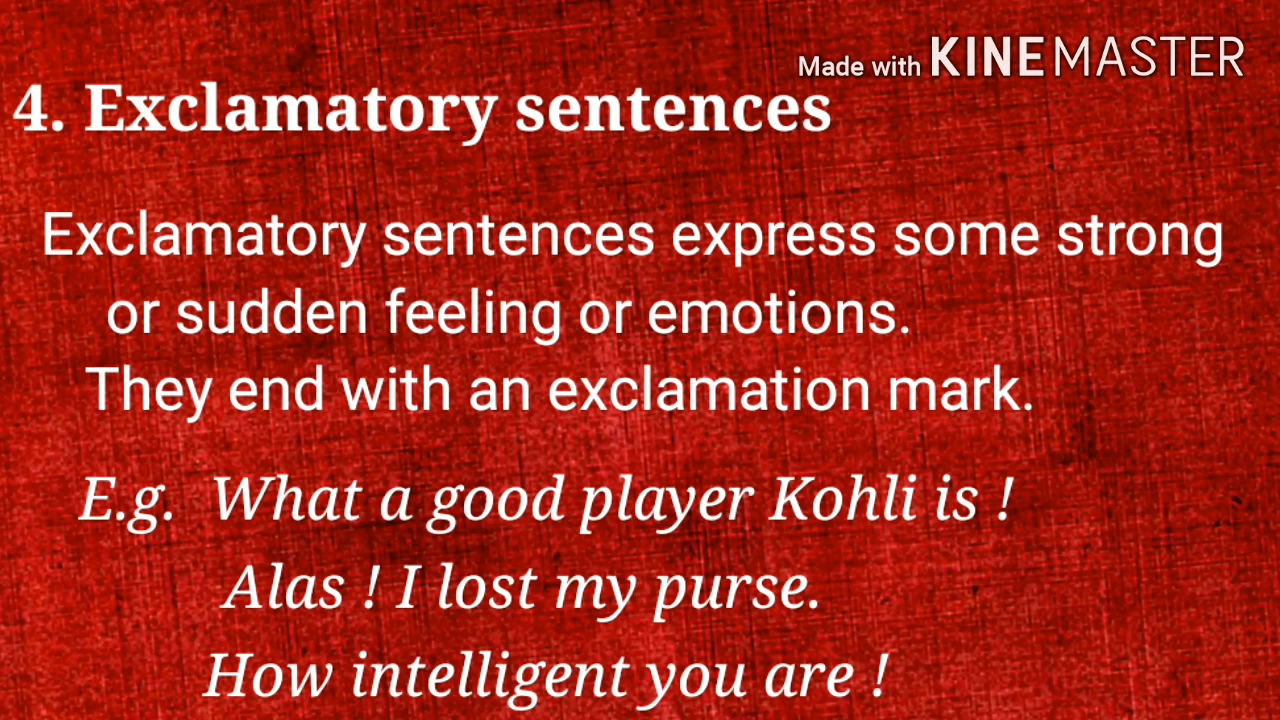 Made with KINEMASTER
4. Exclamatory sentences
Exclamatory sentences express some strong
or sudden feeling or emotions.
They end with an exclamation mark.
E.g. What a good player Kohli is !
Alas ! I lost my purse.
How intelligent you are !